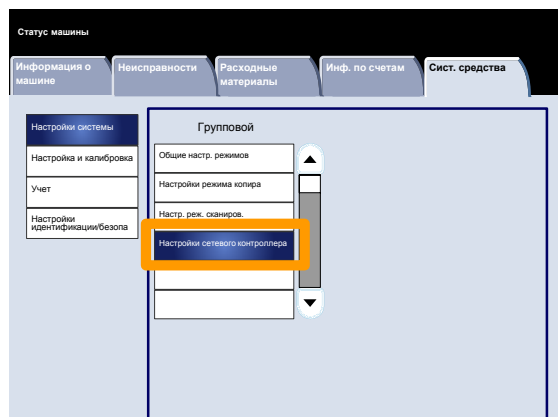 Статус машины
Информация о
машине
Неисправности
Расходные
материалы
Инф. по счетам
Сист. средства
Настройки системы
Настройка и калибровка
Учет
Настройки
идентификации/безопа
Групповой
Общие настр. режимов
Настройки режима копира
Настр. реж. сканиров.
Настройки сетевого контроллера